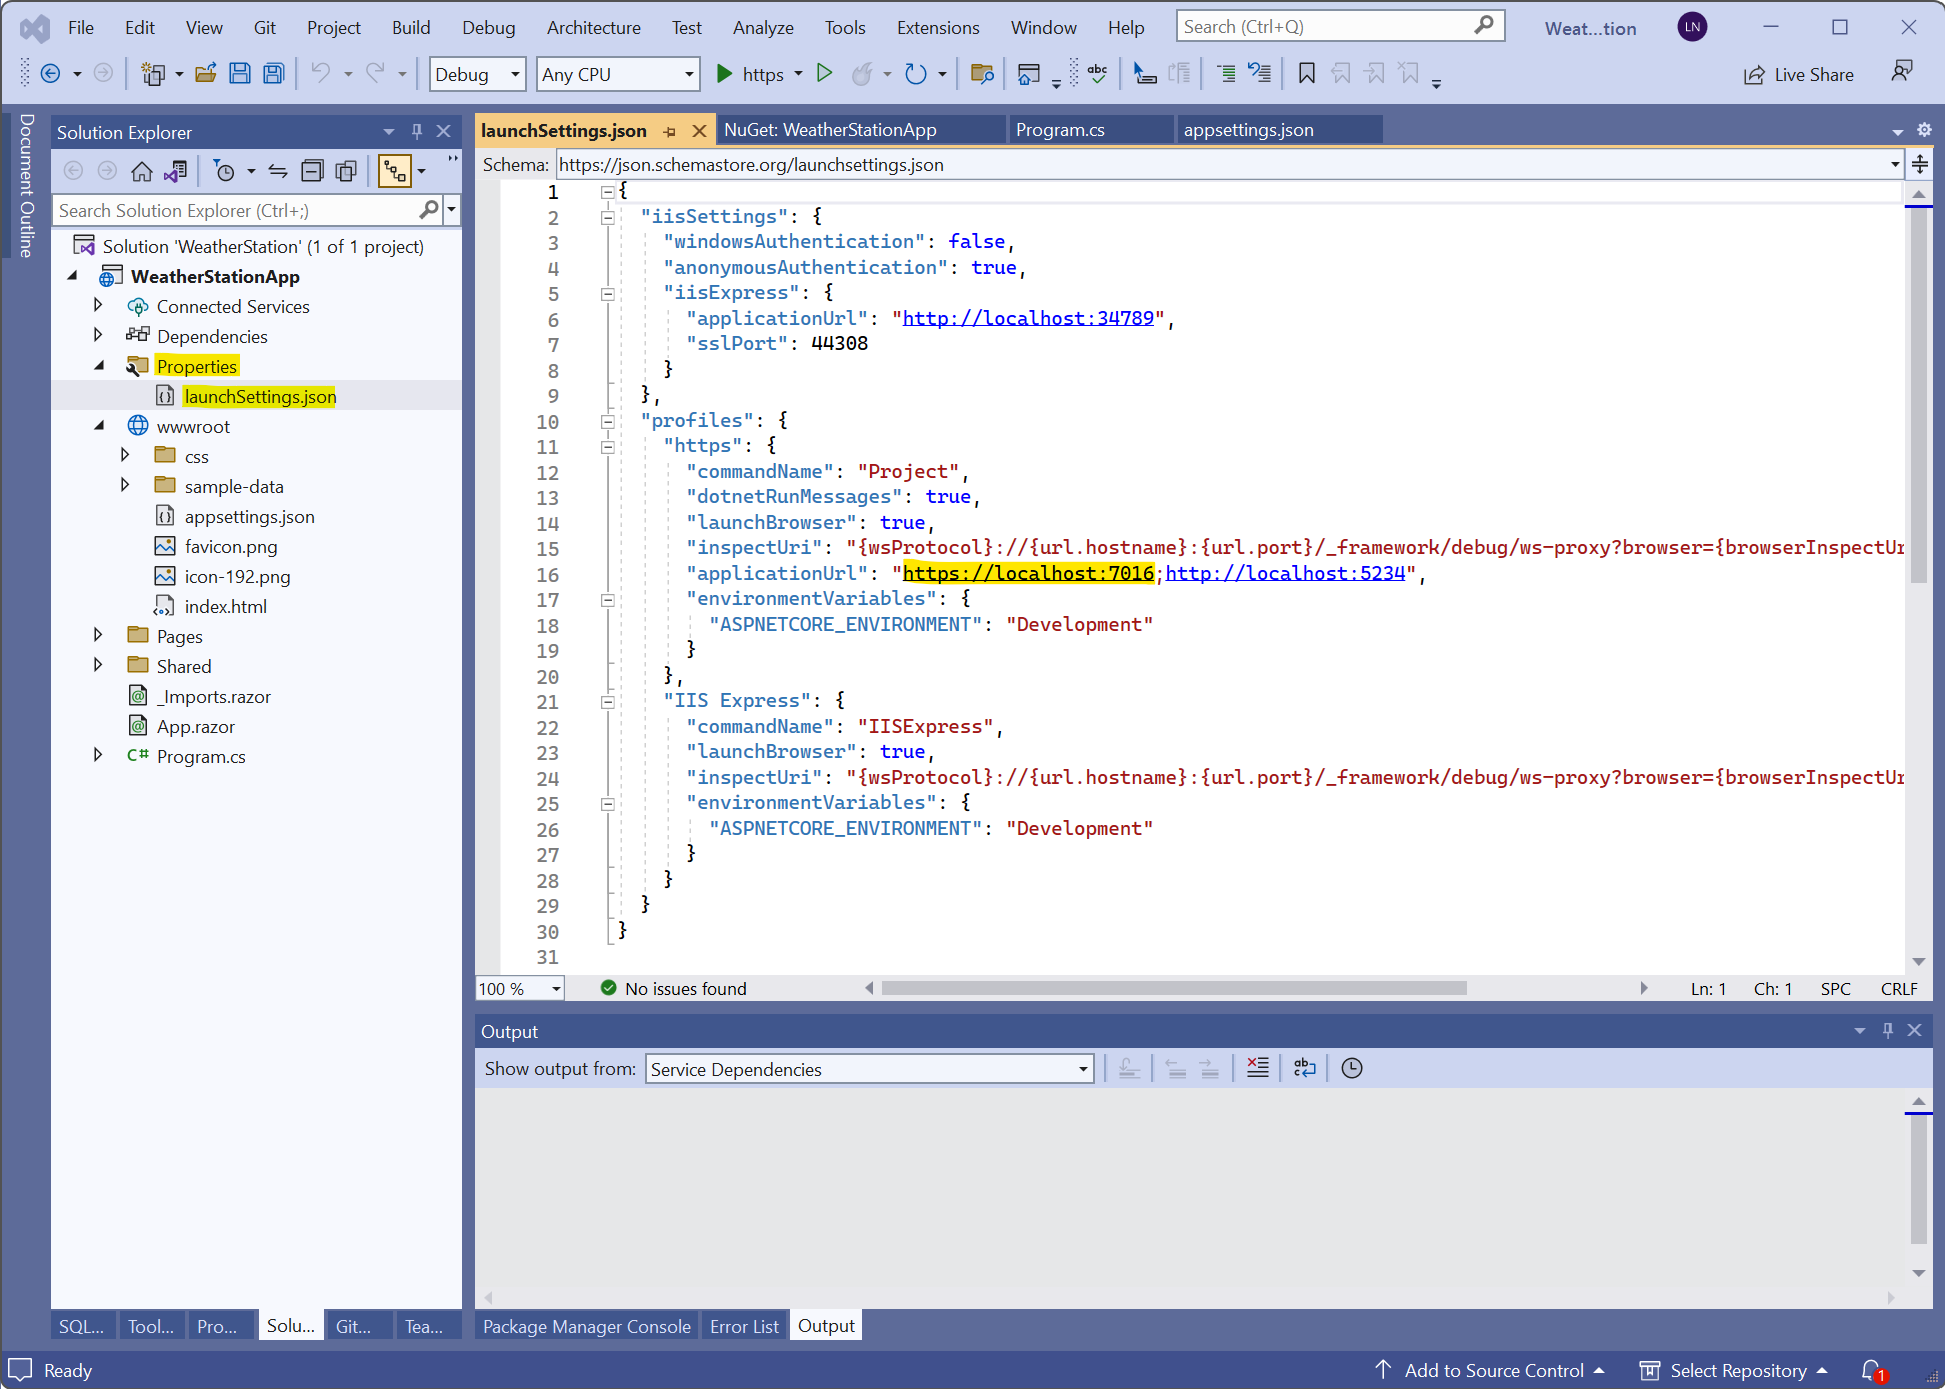 File Edit View Git Project Build Debug Architecture Test Analyze Tools Extensions Window Help Search (Ctrl+Q) Weat...tion LN
Debug Any CPU https abc Live Share
Document Outline
Solution Explorer
Search Solution Explorer (Ctrl+;)
Solution 'WeatherStation' (1 of 1 project)
WeatherStationApp
Connected Services
Dependencies
Properties
launchSettings.json
wwwroot
css
sample-data
appsettings.json
favicon.png
icon-192.png
index.html
Pages
Shared
_Imports.razor
App.razor
C# Program.cs
SQL... Tool... Pro... Solu... Git... Tea...
launchSettings.json NuGet: WeatherStationApp Program.cs appsettings.json
Schema: https://json.schemastore.org/launchsettings.json
1 {
2 "iisSettings": {
3 "windowsAuthentication": false,
4 "anonymousAuthentication": true,
5 "iisExpress": {
6 "applicationUrl": "http://localhost:34789",
7 "sslPort": 44308
8 }
9 },
10 "profiles": {
11 "https": {
12 "commandName": "Project",
13 "dotnetRunMessages": true,
14 "launchBrowser": true,
15 "inspectUri": "{wsProtocol}://{url.hostname}:{url.port}/_framework/debug/ws-proxy?browser={browserInspectUr
16 "applicationUrl": "https://localhost:7016;http://localhost:5234",
17 "environmentVariables": {
18 "ASPNETCORE_ENVIRONMENT": "Development"
19 }
20 },
21 "IIS Express": {
22 "commandName": "IISExpress",
23 "launchBrowser": true,
24 "inspectUri": "{wsProtocol}://{url.hostname}:{url.port}/_framework/debug/ws-proxy?browser={browserInspectUr
25 "environmentVariables": {
26 "ASPNETCORE_ENVIRONMENT": "Development"
27 }
28 }
29 }
30 }
31
100 % No issues found Ln: 1 Ch: 1 SPC CRLF
Output
Show output from: Service Dependencies
Package Manager Console Error List Output
Ready Add to Source Control Select Repository 1